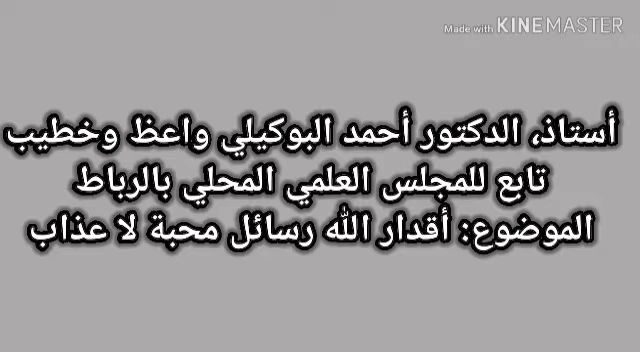 Made with KINEMASTER
أستاذ، الدكتور أحمد البوكيلي واعظ وخطيب
تابع للمجلس العلمي المحلي بالرباط
الموضوع: أقدار الله رسائل محبة لا عذاب